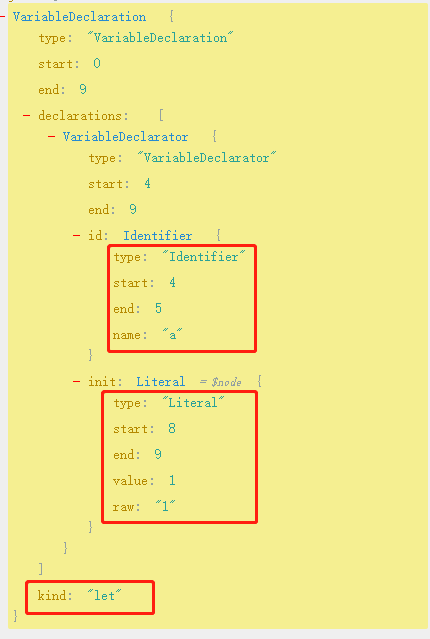 VariableDeclaration {
type: "VariableDeclaration"
start: 0
end: 9
- declarations: [
- VariableDeclarator {
type: "VariableDeclarator"
start: 4
end: 9
- id: Identifier {
type: "Identifier"
start: 4
end: 5
name: "a"
}
- init: Literal = $node {
type: "Literal"
start: 8
end: 9
value: 1
raw: "1"
}
}
]
kind: "let"
}